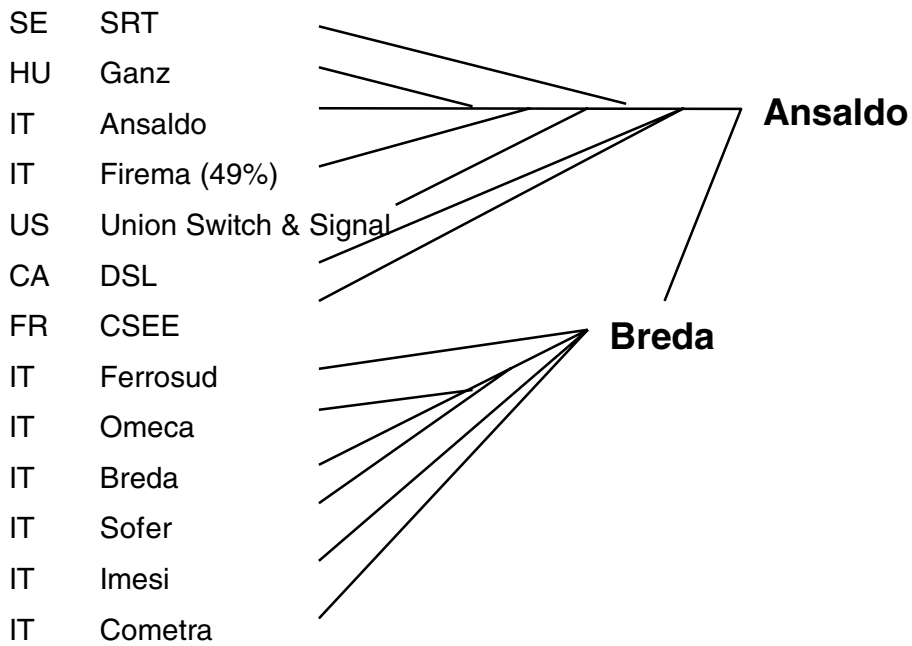 SE SRT
HU Ganz
Ansaldo
IT Ansaldo
IT Firema (49%)
US Union Switch & Signal
CA DSL
FR CSEE
Breda
IT Ferrosud
IT Omeca
IT Breda
IT Sofer
IT Imesi
IT Cometra